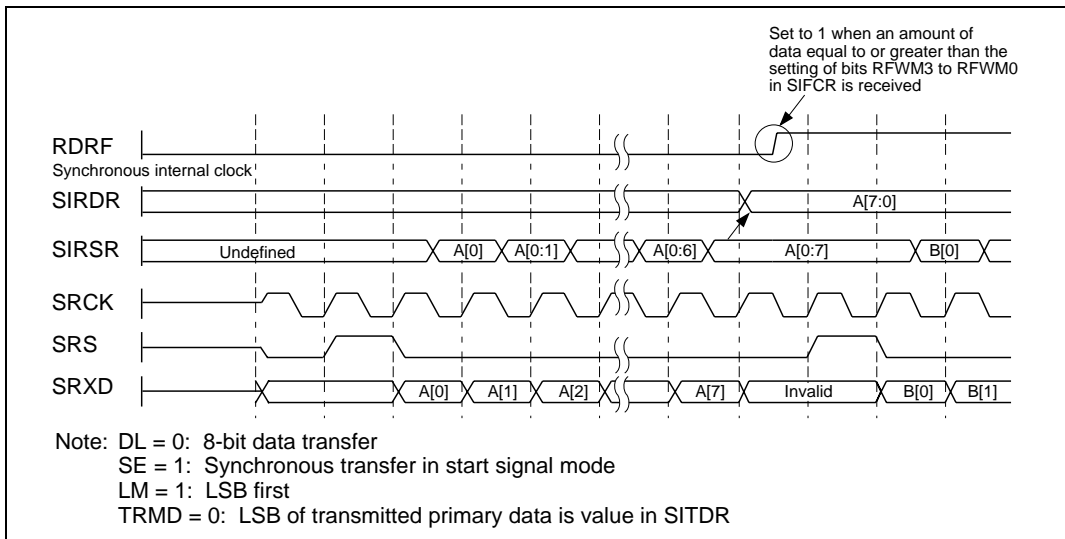 Set to 1 when an amount of
data equal to or greater than the
setting of bits RFWM3 to RFWM0
in SIFCR is received
RDRF
Synchronous internal clock
SIRDR
A[7:0]
SIRSR
Undefined
A[0]
A[0:1]
A[0:6]
A[0:7]
B[0]
SRCK
SRS
SRXD
A[0]
A[1]
A[2]
A[7]
Invalid
B[0]
B[1]
Note: DL = 0: 8-bit data transfer
SE = 1: Synchronous transfer in start signal mode
LM = 1: LSB first
TRMD = 0: LSB of transmitted primary data is value in SITDR